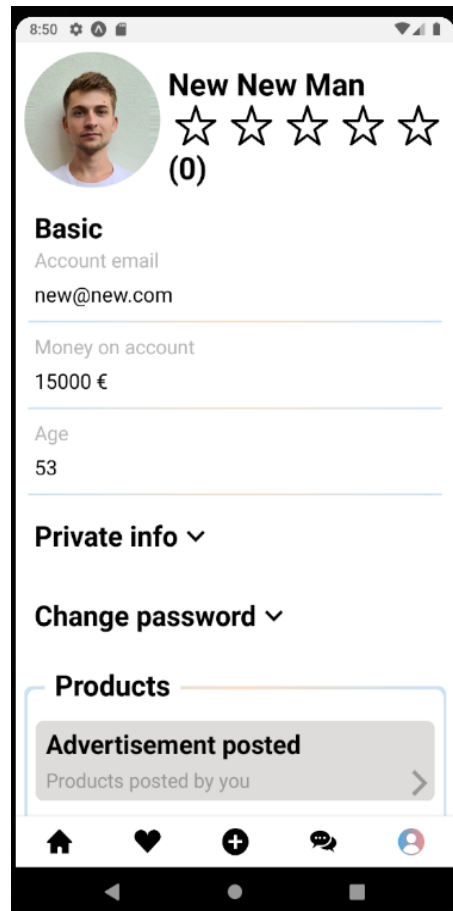 8:50
New New Man
(0)
Basic
Account email
new@new.com
Money on account
15000 €
Age
53
Private info
Change password
Products
Advertisement posted
Products posted by you